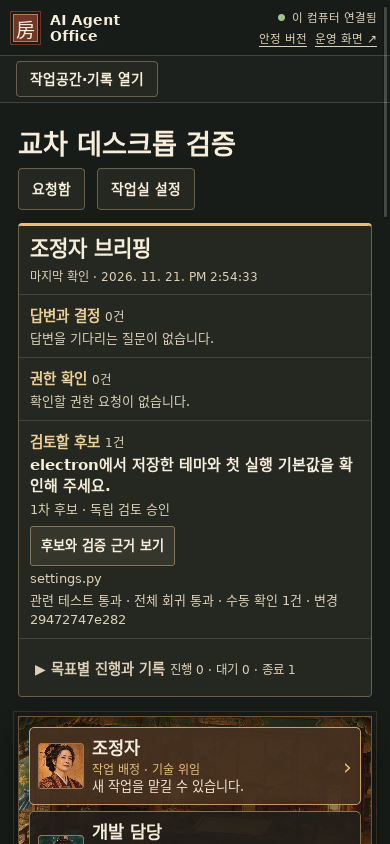 房
AI Agent
Office
이 컴퓨터 연결됨
안정 버전 운영 화면 ↗
작업공간·기록 열기
교차 데스크톱 검증
요청함 작업실 설정
조정자 브리핑
마지막 확인 · 2026. 11. 21. PM 2:54:33
답변과 결정 0건
답변을 기다리는 질문이 없습니다.
권한 확인 0건
확인할 권한 요청이 없습니다.
검토할 후보 1건
electron에서 저장한 테마와 첫 실행 기본값을 확
인해 주세요.
1차 후보 · 독립 검토 승인
후보와 검증 근거 보기
settings.py
관련 테스트 통과 · 전체 회귀 통과 · 수동 확인 1건 · 변경
29472747e282
▶ 목표별 진행과 기록 진행 0 · 대기 0 · 종료 1
조정자
작업 배정 · 기술 위임
새 작업을 맡길 수 있습니다.
›
개발 담당